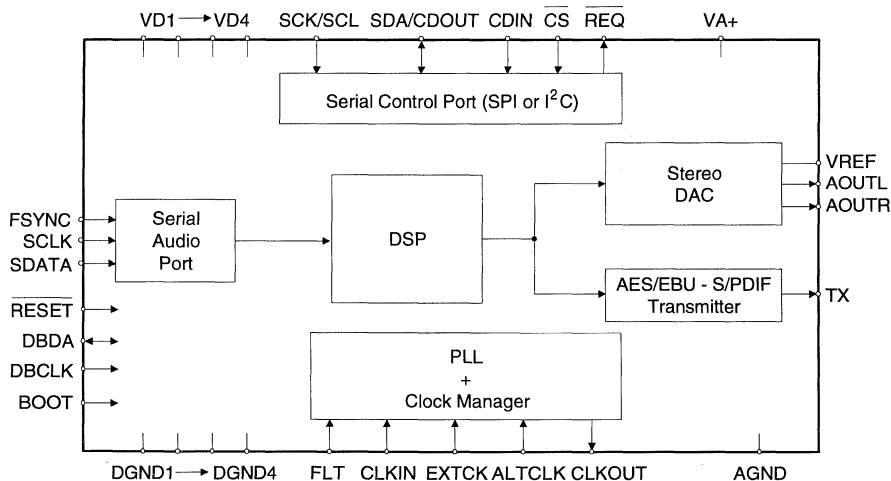 VD1 VD4 SCK/SCL SDA/CDOUT CDIN CS REQ VA+
Serial Control Port (SPI or I²C)
Stereo
DAC
VREF
AOUTL
AOUTR
FSYNC
SCLK
SDATA
Serial
Audio
Port
DSP
AES/EBU - S/PDIF
Transmitter
TX
RESET
DBDA
DBCLK
BOOT
PLL
+
Clock Manager
DGND1 DGND4 FLT CLKIN EXTCK ALTCLK CLKOUT AGND